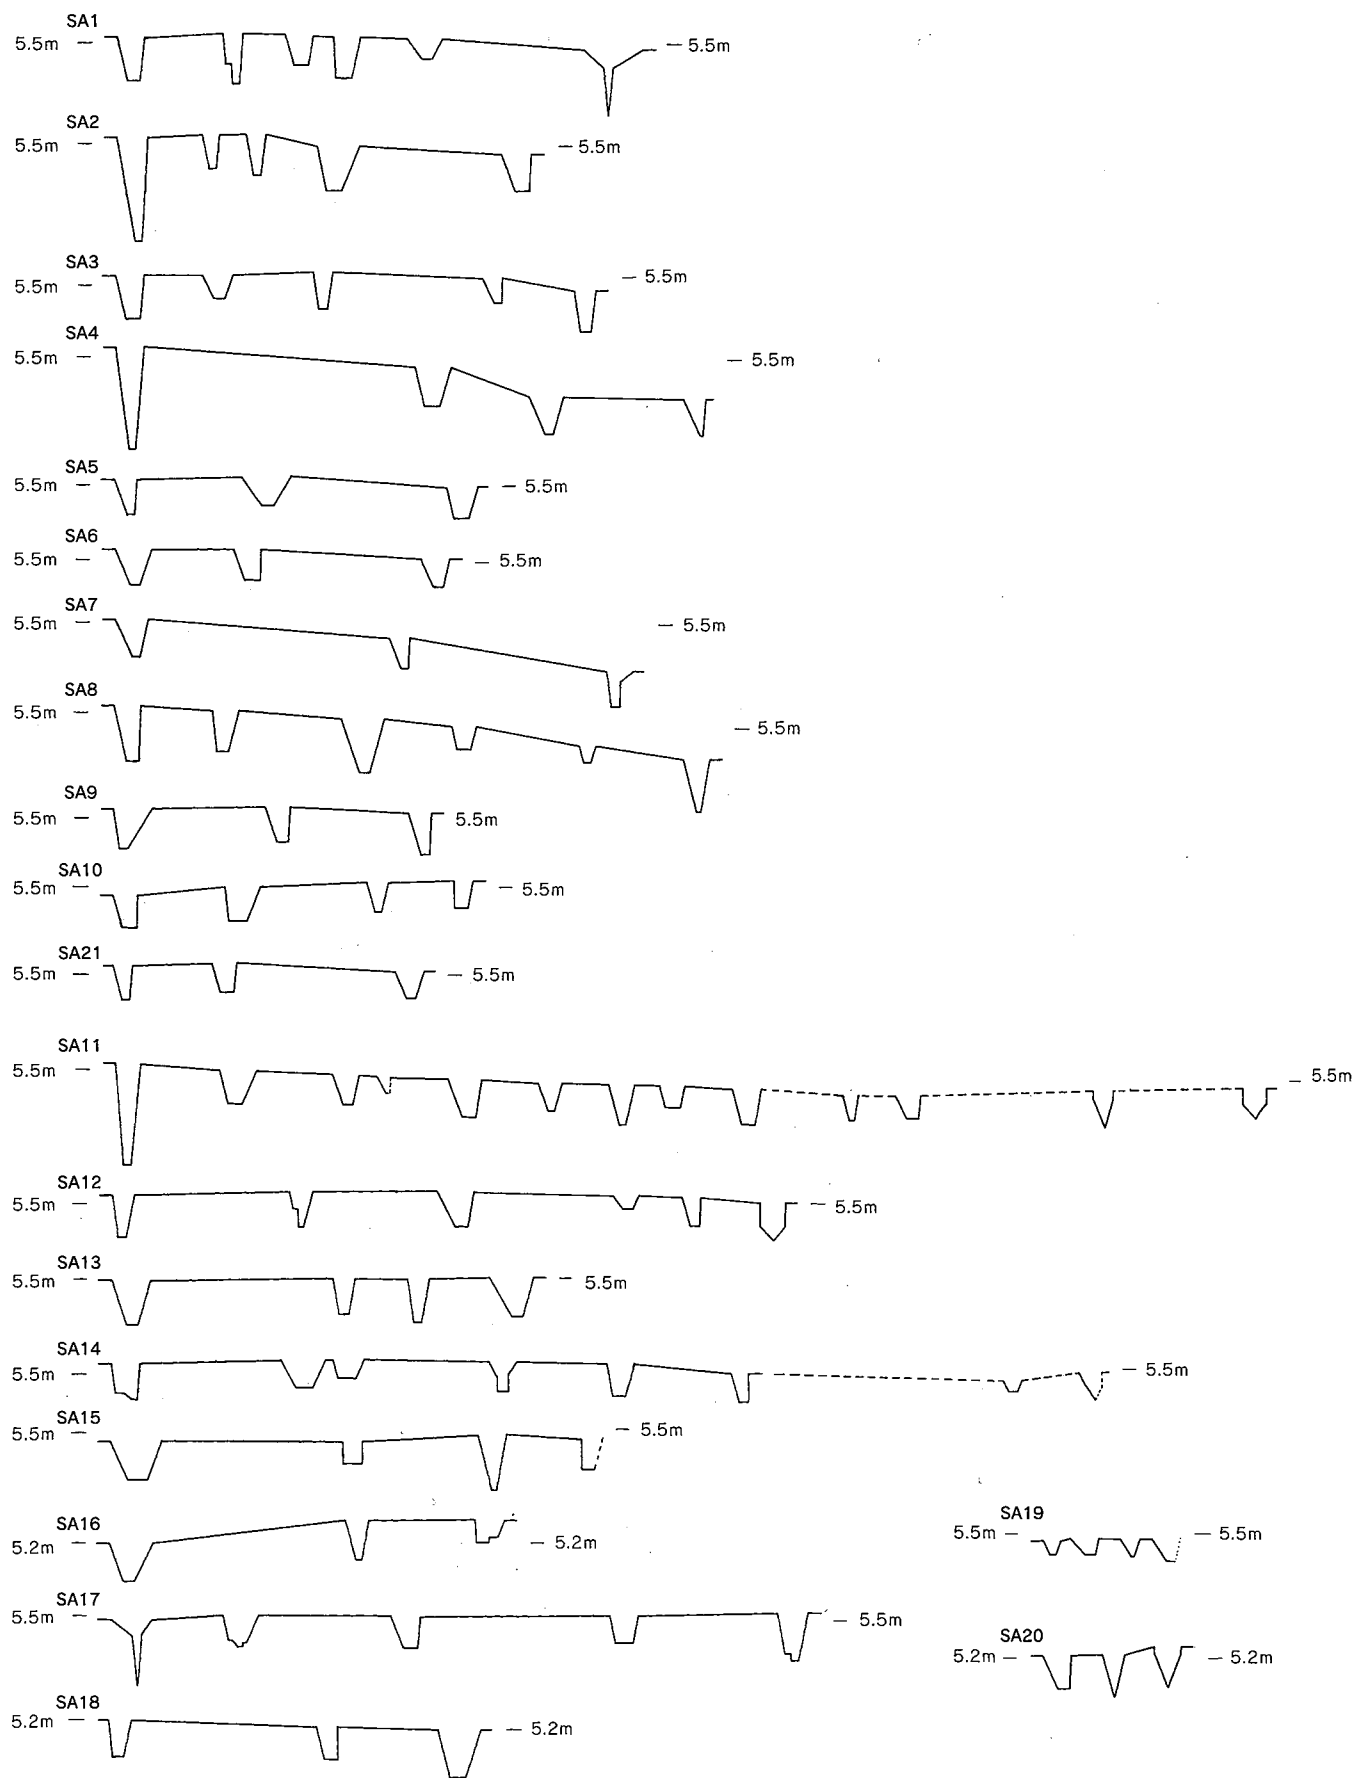 SA1
5.5m — — 5.5m
SA2
5.5m — — 5.5m
SA3
5.5m — — 5.5m
SA4
5.5m — — 5.5m
SA5
5.5m — — 5.5m
SA6
5.5m — — 5.5m
SA7
5.5m — — 5.5m
SA8
5.5m — — 5.5m
SA9
5.5m — 5.5m
SA10
5.5m — — 5.5m
SA21
5.5m — — 5.5m
SA11
5.5m — — 5.5m
SA12
5.5m — — 5.5m
SA13
5.5m — — 5.5m
SA14
5.5m — — 5.5m
SA15
5.5m — — 5.5m
SA16
5.2m — — 5.2m
SA19
5.5m — — 5.5m
SA17
5.5m — — 5.5m
SA20
5.2m — — 5.2m
SA18
5.2m — — 5.2m